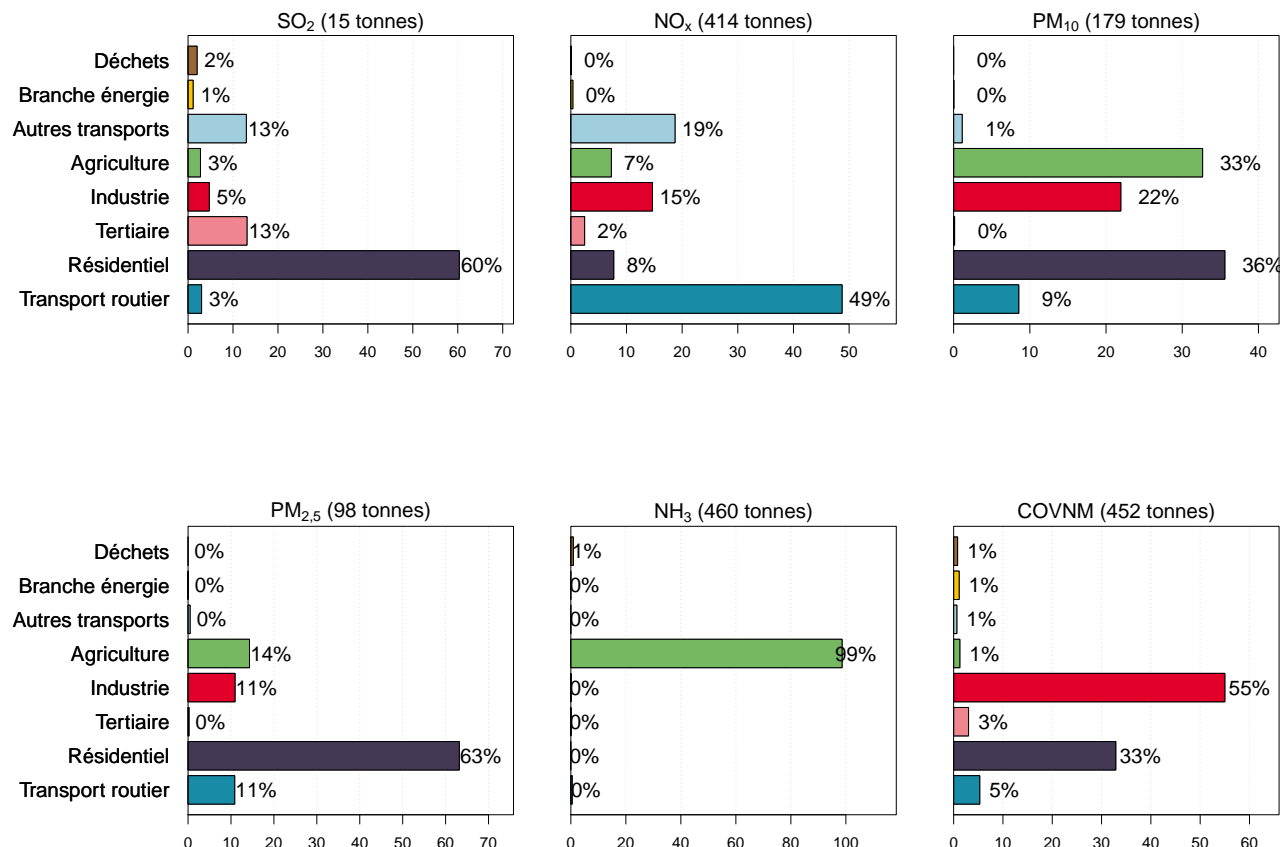 SO₂ (15 tonnes)
Déchets 2%
Branche énergie 1%
Autres transports 13%
Agriculture 3%
Industrie 5%
Tertiaire 13%
Résidentiel 60%
Transport routier 3%
0 10 20 30 40 50 60 70
NOₓ (414 tonnes)
0%
0%
19%
7%
15%
2%
8%
49%
0 10 20 30 40 50
PM₁₀ (179 tonnes)
0%
0%
1%
33%
22%
0%
36%
9%
0 10 20 30 40
PM₂,₅ (98 tonnes)
Déchets 0%
Branche énergie 0%
Autres transports 0%
Agriculture 14%
Industrie 11%
Tertiaire 0%
Résidentiel 63%
Transport routier 11%
0 10 20 30 40 50 60 70
NH₃ (460 tonnes)
1%
0%
0%
99%
0%
0%
0%
0%
0 20 40 60 80 100
COVNM (452 tonnes)
1%
1%
1%
1%
55%
3%
33%
5%
0 10 20 30 40 50 60